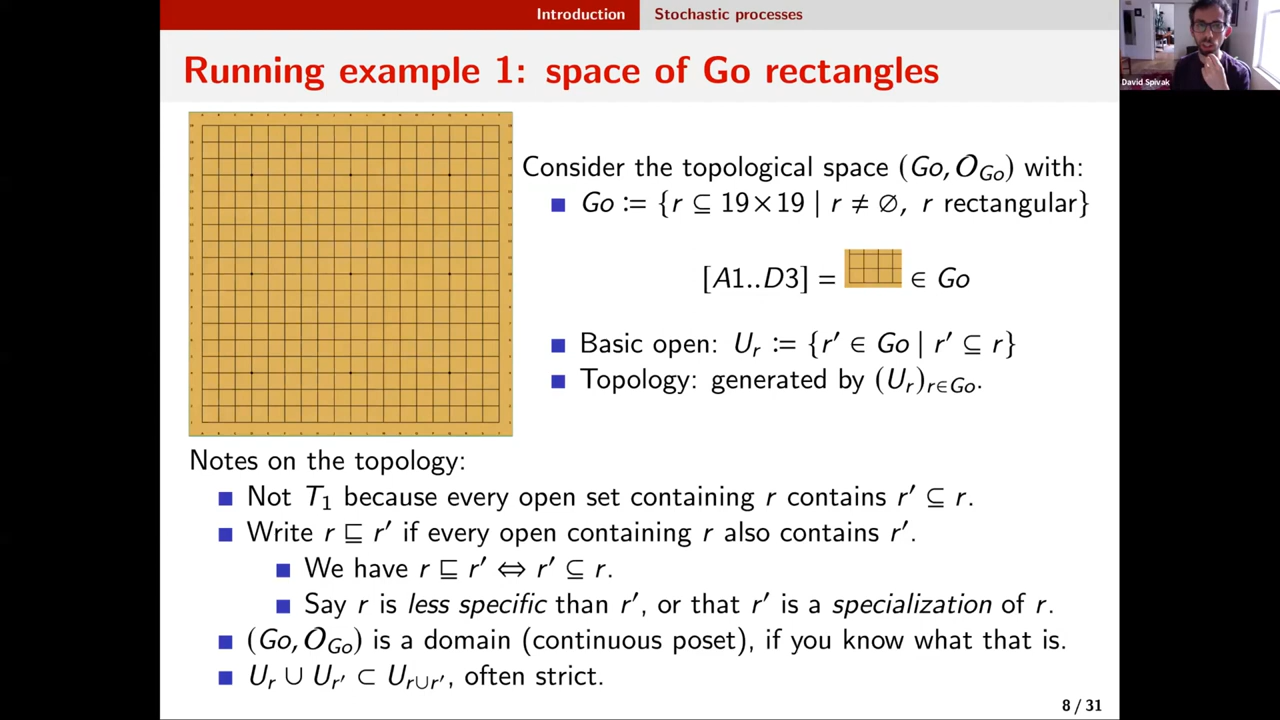 Introduction Stochastic processes
David Spivak
Running example 1: space of Go rectangles
Consider the topological space (Go, 𝒪_Go) with:
Go := {r ⊆ 19×19 | r ≠ ∅, r rectangular}
[A1..D3] = ∈ Go
Basic open: U_r := {r′ ∈ Go | r′ ⊆ r}
Topology: generated by (U_r)_{r∈Go}.
Notes on the topology:
Not T₁ because every open set containing r contains r′ ⊆ r.
Write r ⊑ r′ if every open containing r also contains r′.
We have r ⊑ r′ ⇔ r′ ⊆ r.
Say r is less specific than r′, or that r′ is a specialization of r.
(Go, 𝒪_Go) is a domain (continuous poset), if you know what that is.
U_r ∪ U_{r′} ⊂ U_{r∪r′}, often strict.
8 / 31